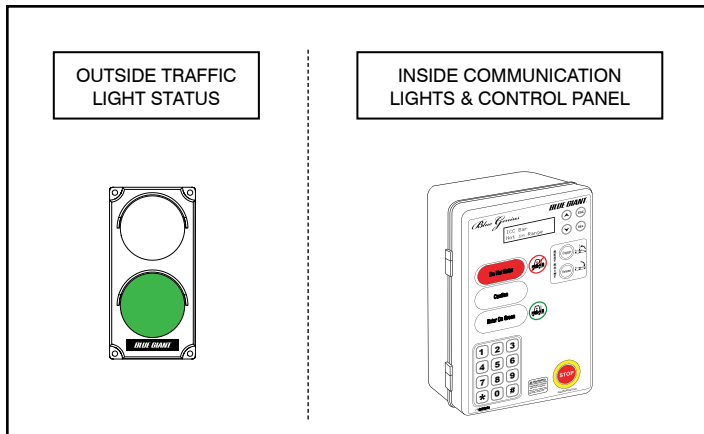 OUTSIDE TRAFFIC
LIGHT STATUS
BLUE GIANT
INSIDE COMMUNICATION
LIGHTS & CONTROL PANEL
Blue Genius
BLUE GIANT
ICC Bar
Not in Range
Do Not Enter
Caution
Enter On Green
1 2 3
4 5 6
7 8 9
* 0 #
STOP